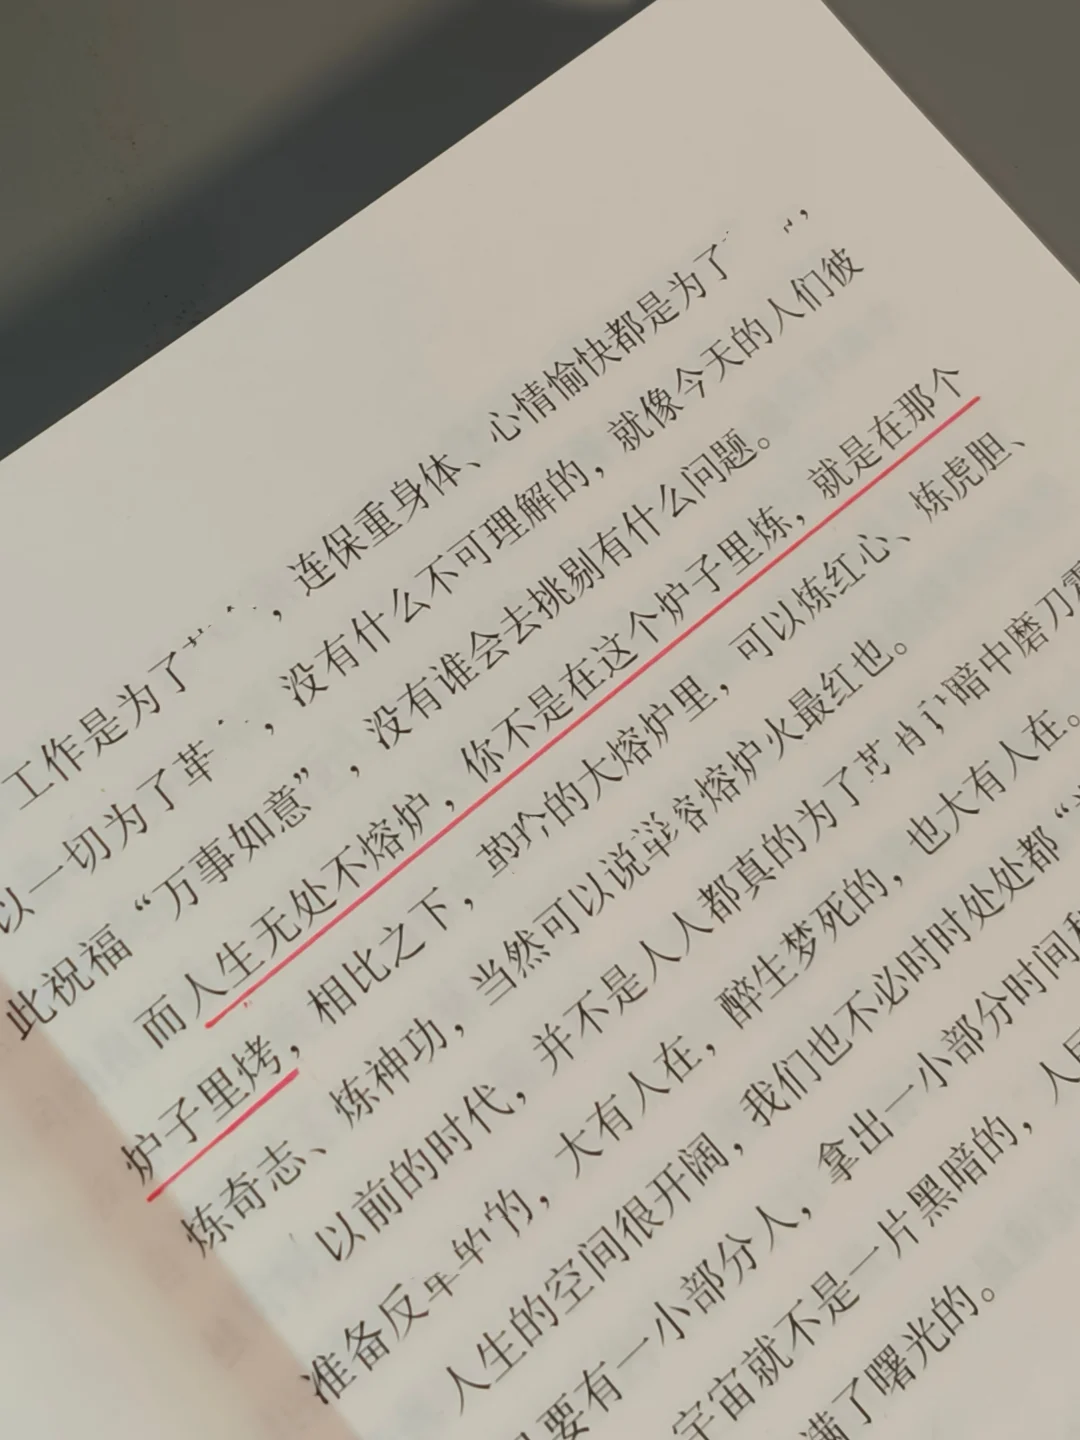 工作是为了，连保重身体、心情愉快都是为了，
以一切为了革，没有什么不可理解的，就像今天的人们彼
此祝福“万事如意”，没有谁会去挑剔有什么问题。
而人生无处不熔炉，你不是在这个炉子里炼，就是在那个
炉子里烤，相比之下，的大熔炉里，可以炼红心、炼虎胆、
炼奇志、炼神功，当然可以说熔炉火最红也。
以前的时代，并不是人人都真的为了暗中磨刀
准备反的，大有人在，醉生梦死的，也大有人在。
人生的空间很开阔，我们也不必时时处处都“
要有一小部分人，拿出一小部分时间
宇宙就不是一片黑暗的，人
满了曙光的。